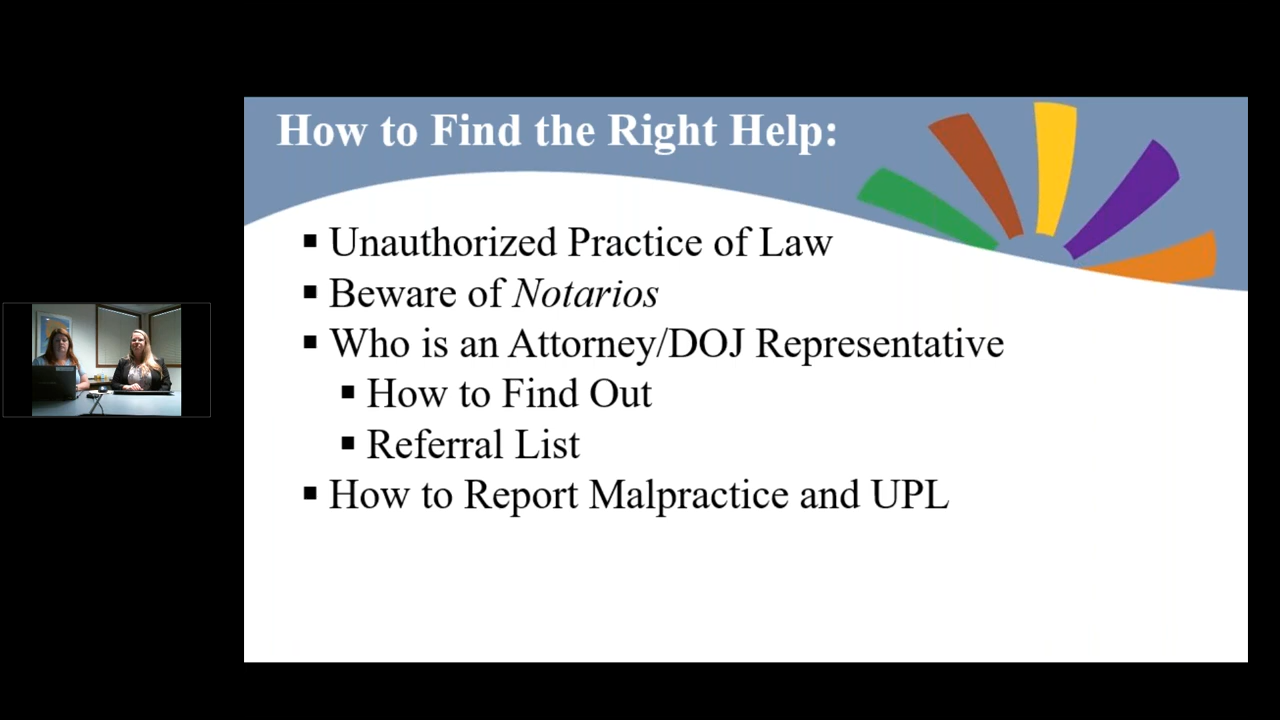 How to Find the Right Help:
▪ Unauthorized Practice of Law
▪ Beware of Notarios
▪ Who is an Attorney/DOJ Representative
▪ How to Find Out
▪ Referral List
▪ How to Report Malpractice and UPL